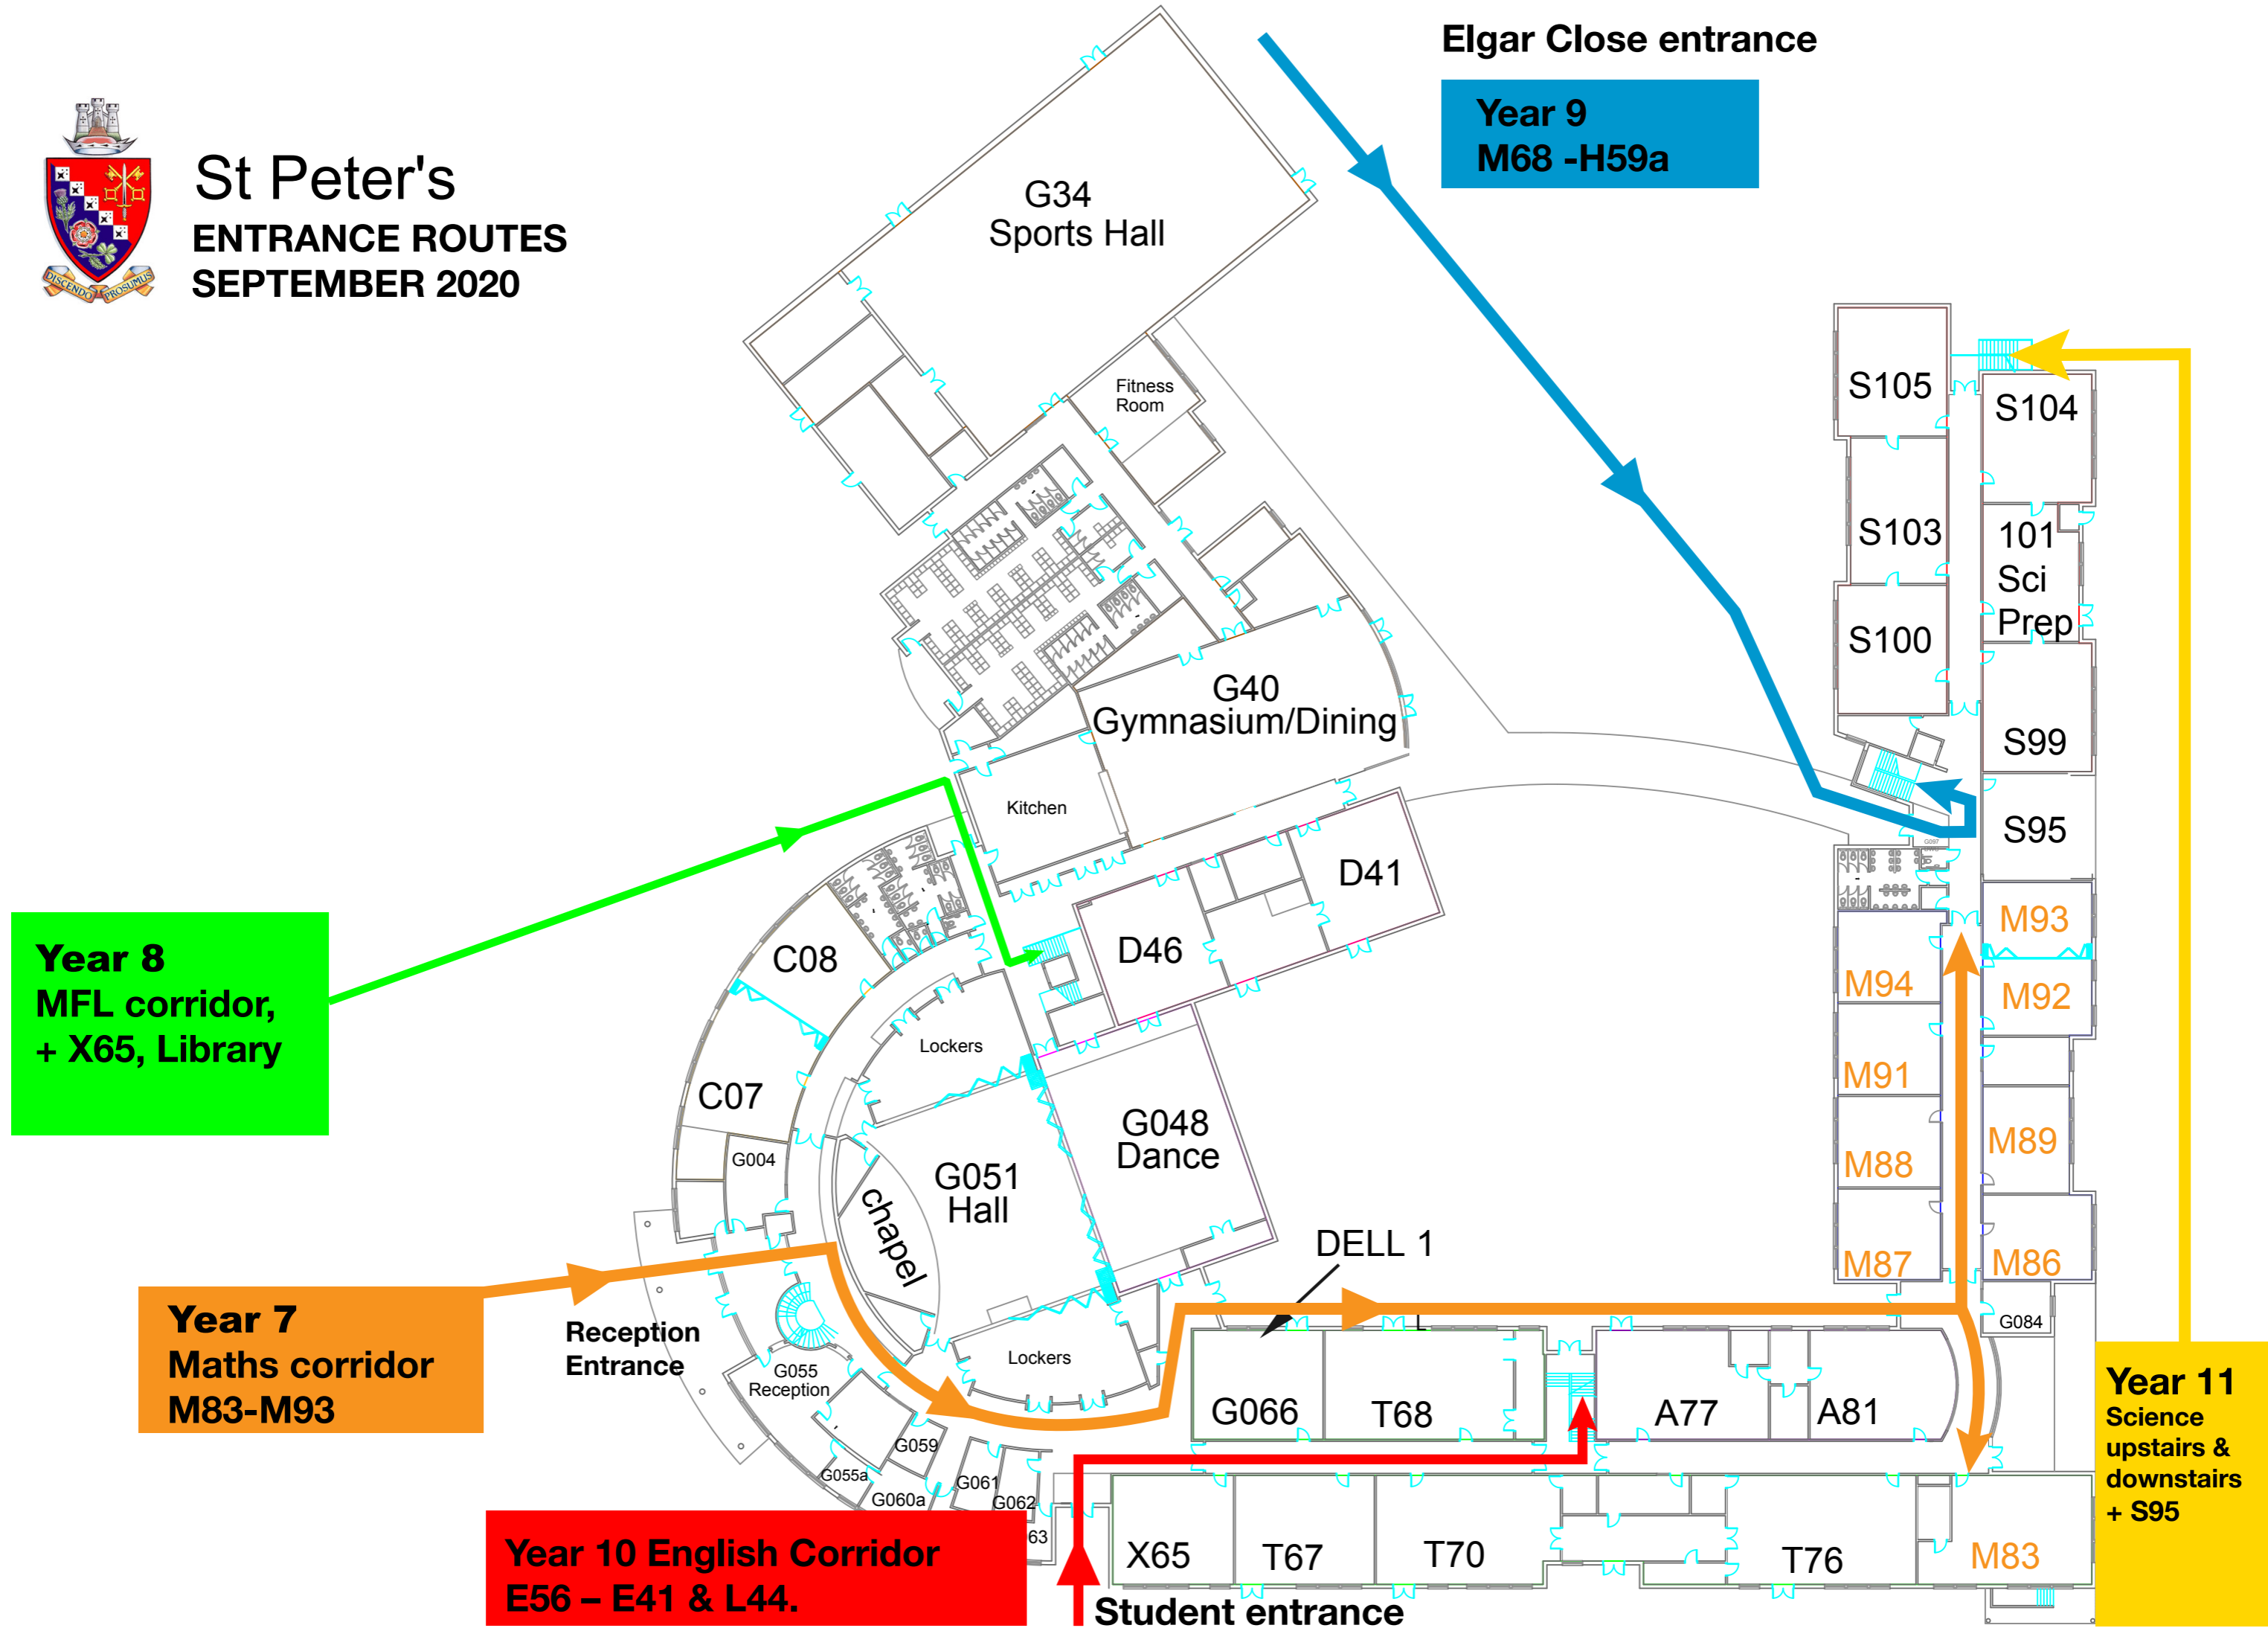 Elgar Close entrance
Year 9
M68 -H59a
St Peter's
ENTRANCE ROUTES
SEPTEMBER 2020
DISCENDO PROSUMUS
G34
Sports Hall
Fitness
Room
S105
S104
S103
101
Sci
Prep
S100
S99
S95
G40
Gymnasium/Dining
Kitchen
D41
D46
G097
M93
M94
M92
M91
M89
M88
M87
M86
G084
Year 8
MFL corridor,
+ X65, Library
C08
C07
G004
Lockers
G048
Dance
G051
Hall
chapel
DELL 1
Year 7
Maths corridor
M83-M93
Reception
Entrance
G055
Reception
Lockers
G059
G055a
G060a
G061
G062
63
G066
T68
A77
A81
Year 11
Science
upstairs &
downstairs
+ S95
Year 10 English Corridor
E56 – E41 & L44.
X65
T67
T70
T76
M83
Student entrance